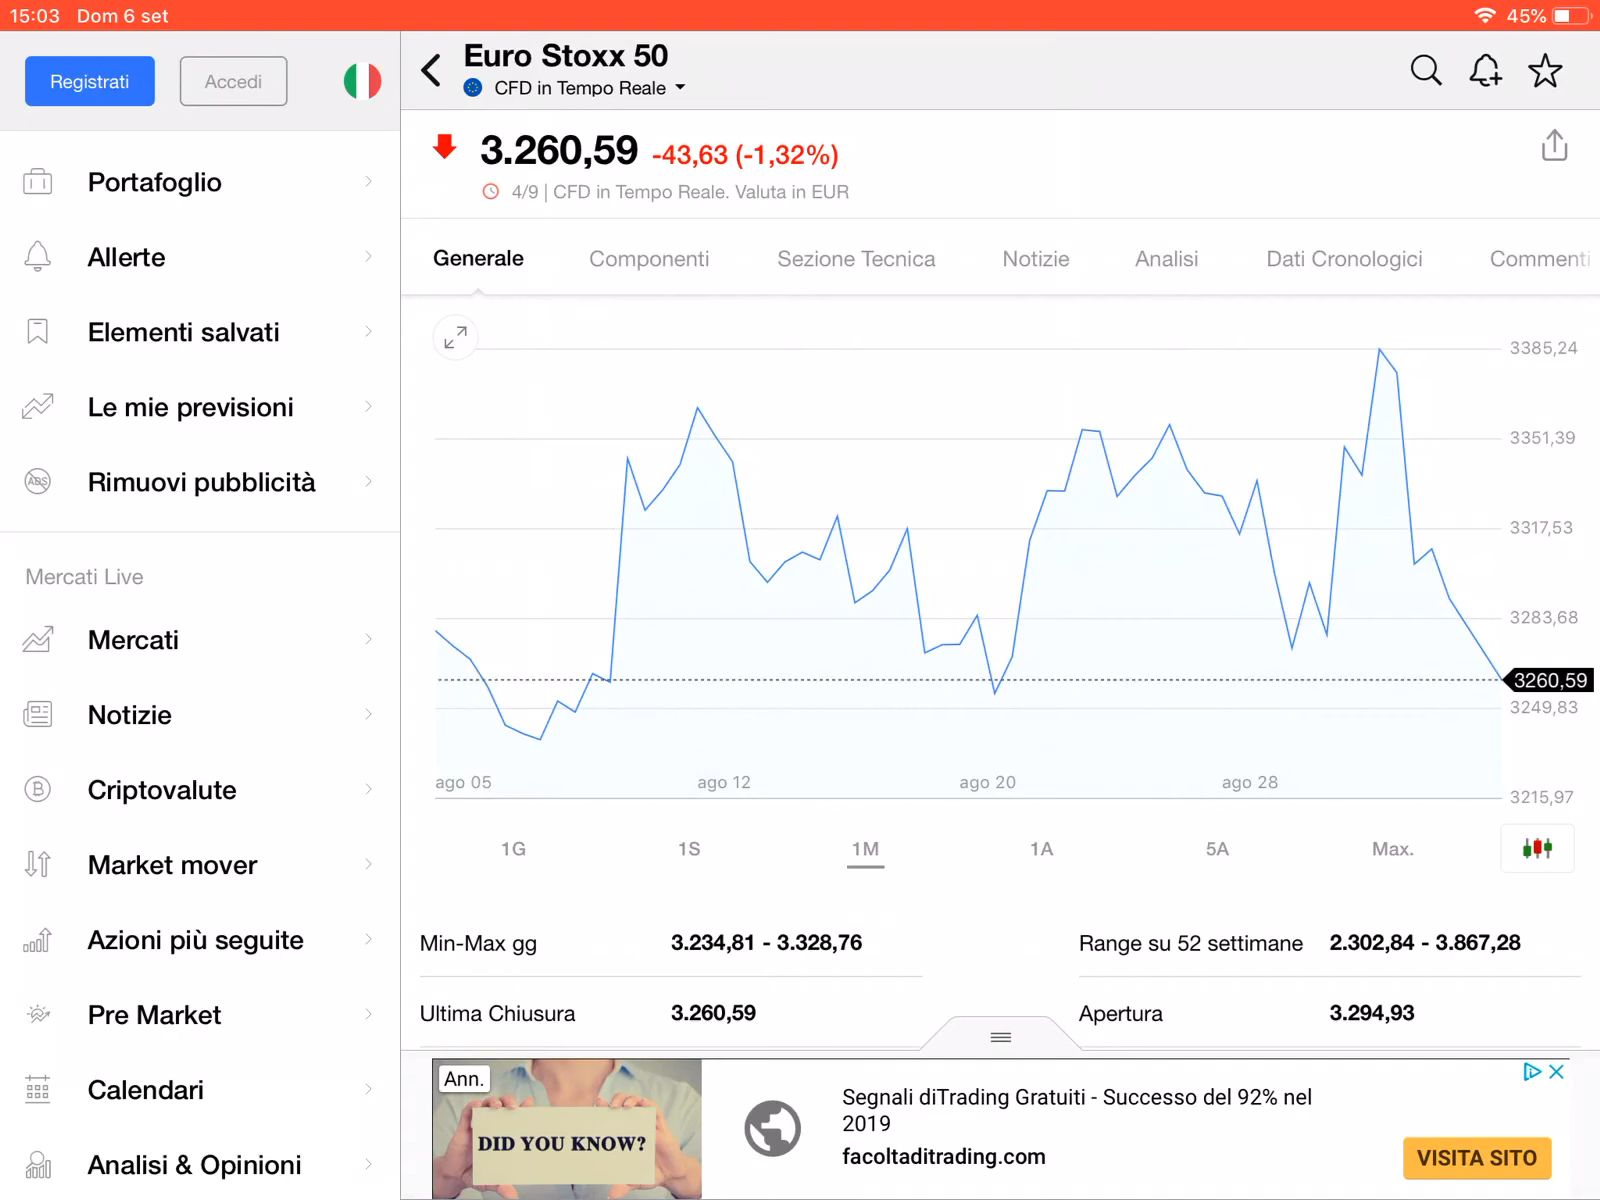 15:03 Dom 6 set
45%
Registrati
Accedi
Portafoglio
Allerte
Elementi salvati
Le mie previsioni
ADS
Rimuovi pubblicità
Mercati Live
Mercati
Notizie
Criptovalute
Market mover
Azioni più seguite
Pre Market
Calendari
Analisi & Opinioni
Euro Stoxx 50
CFD in Tempo Reale
3.260,59 -43,63 (-1,32%)
4/9 | CFD in Tempo Reale. Valuta in EUR
Generale Componenti Sezione Tecnica Notizie Analisi Dati Cronologici Commenti
3385,24
3351,39
3317,53
3283,68
3260,59
3249,83
3215,97
ago 05 ago 12 ago 20 ago 28
1G 1S 1M 1A 5A Max.
Min-Max gg 3.234,81 - 3.328,76
Range su 52 settimane 2.302,84 - 3.867,28
Ultima Chiusura 3.260,59
Apertura 3.294,93
Ann.
DID YOU KNOW?
Segnali diTrading Gratuiti - Successo del 92% nel
2019
facoltaditrading.com
VISITA SITO